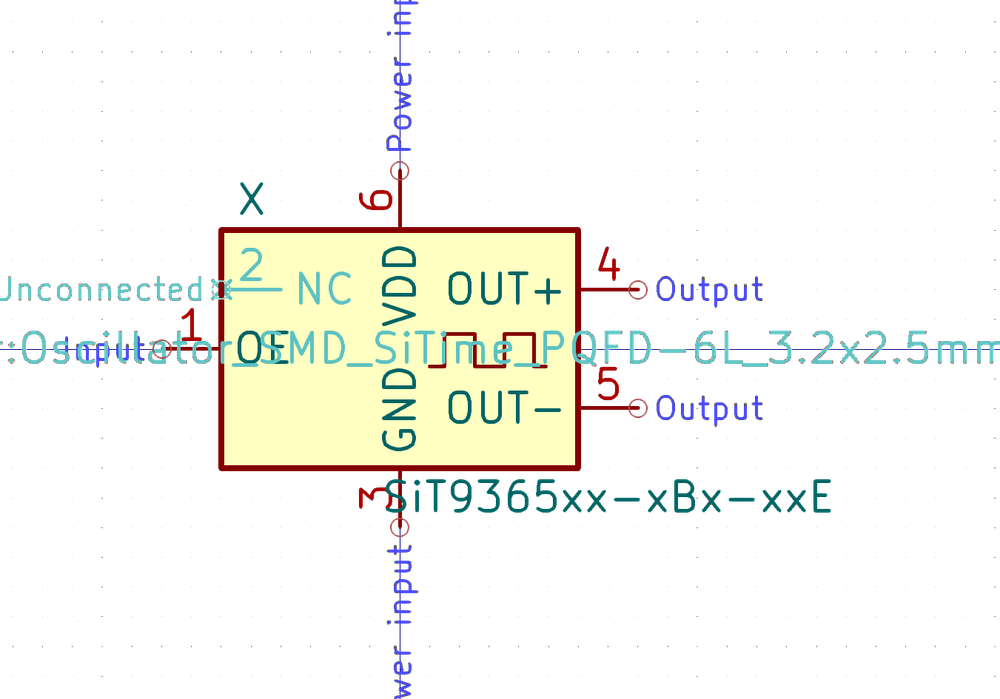 Power inp
6
X
2
Unconnected
NC
VDD
OUT+
4
Output
1
Input
OE
:Oscillator_SMD_SiTime_PQFD-6L_3.2x2.5mm
GND
OUT-
5
Output
3
SiT9365xx-xBx-xxE
wer input